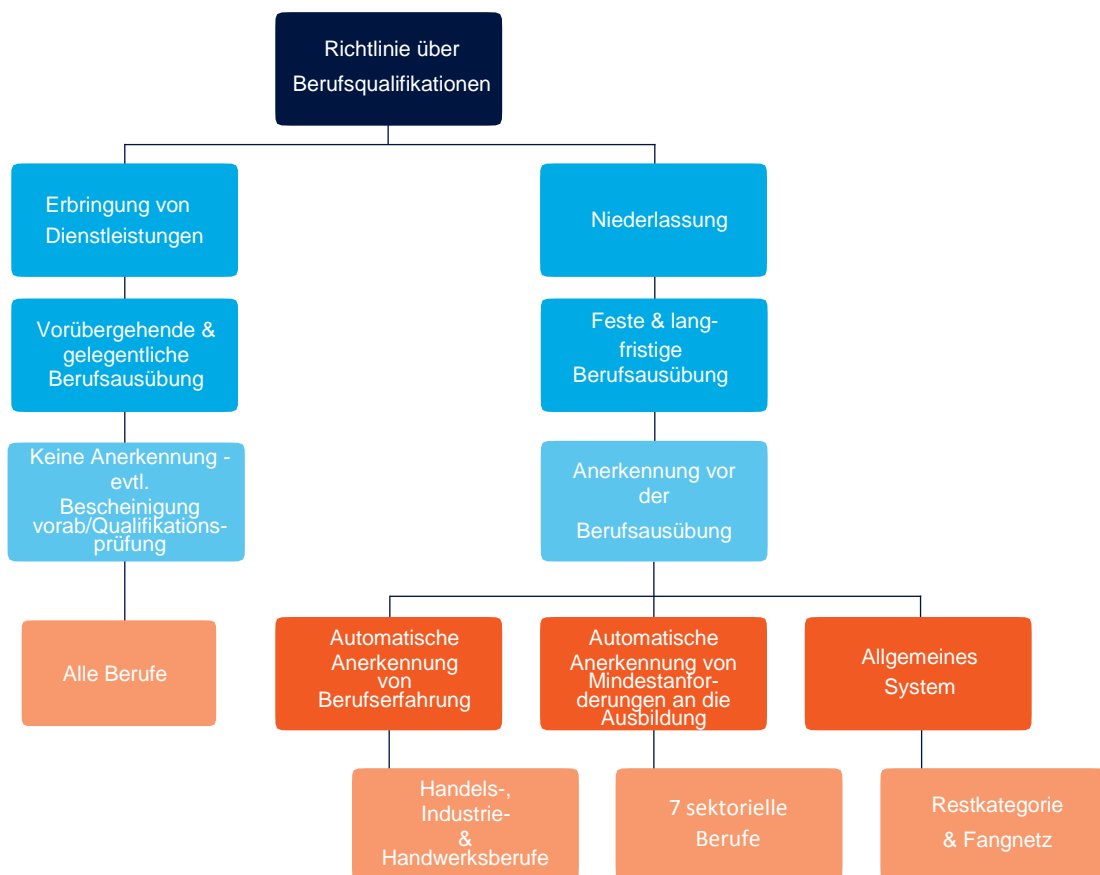 Richtlinie über
Berufsqualifikationen
Erbringung von
Dienstleistungen
Niederlassung
Vorübergehende &
gelegentliche
Berufsausübung
Feste & lang-
fristige
Berufsausübung
Keine Anerkennung -
evtl.
Bescheinigung
vorab/Qualifikations-
prüfung
Anerkennung vor
der
Berufsausübung
Alle Berufe
Automatische
Anerkennung
von
Berufserfahrung
Automatische
Anerkennung von
Mindestanfor-
derungen an die
Ausbildung
Allgemeines
System
Handels-,
Industrie-
&
Handwerksberufe
7 sektorielle
Berufe
Restkategorie
& Fangnetz